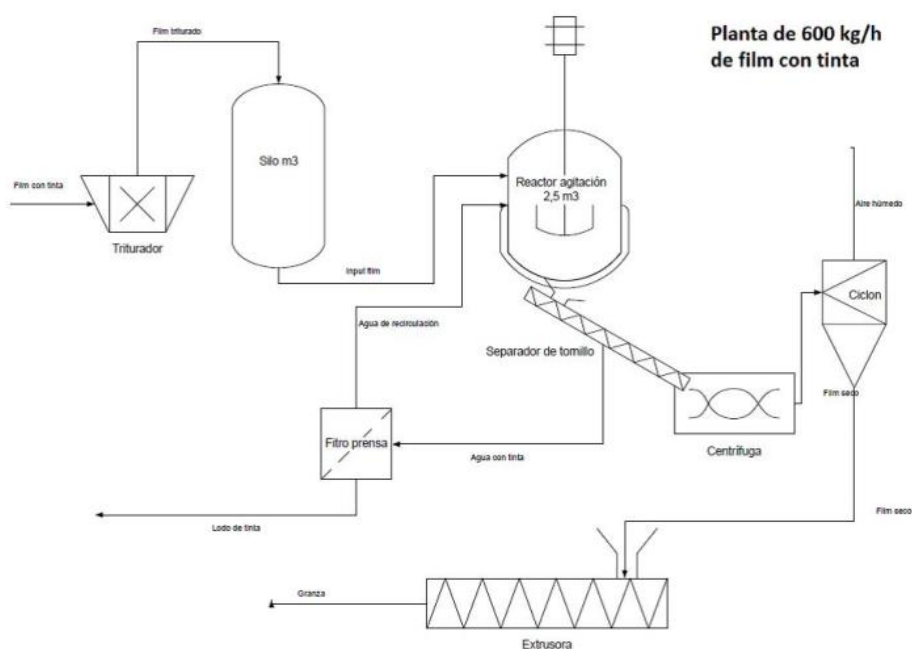 Planta de 600 kg/h
de film con tinta
Film triturado
Silo m3
Film con tinta
Triturador
Reactor agitación
2,5 m3
Aire húmedo
Input film
Ciclon
Agua de recirculación
Separador de tornillo
Film seco
Fitro prensa
Agua con tinta
Centrífuga
Lodo de tinta
Film seco
Granza
Extrusora